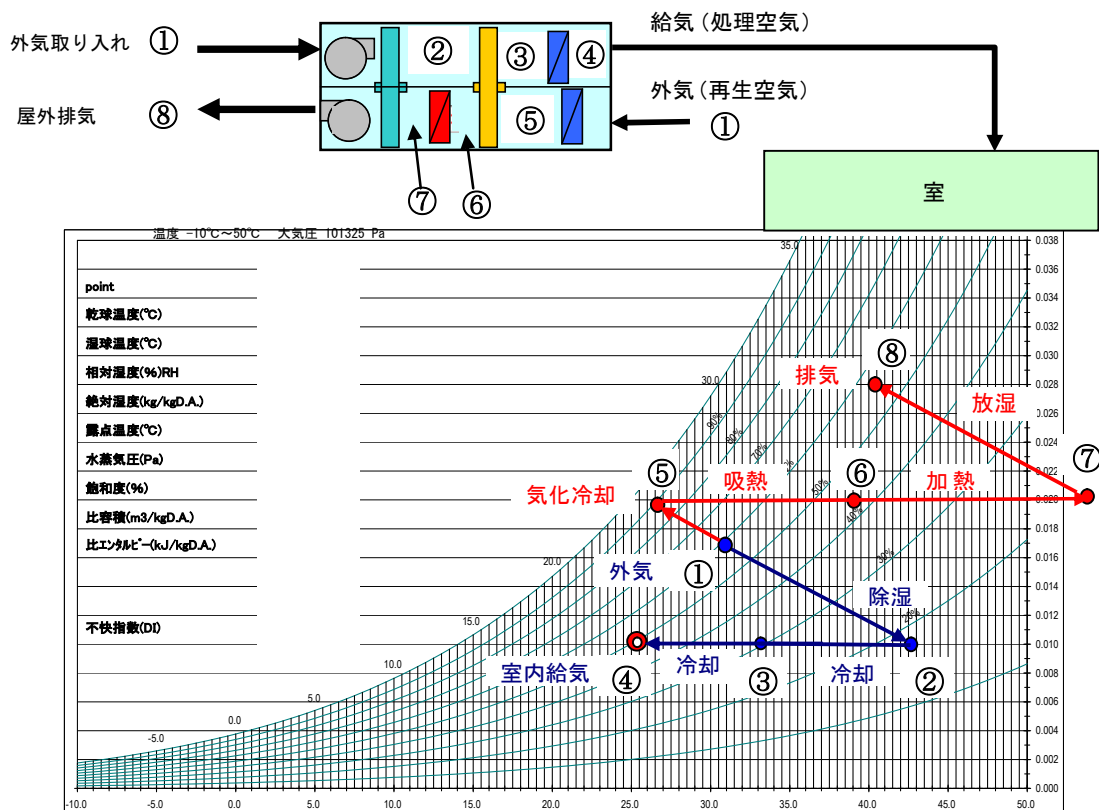 外気取り入れ ①
② ③ ④
給気(処理空気)
屋外排気 ⑧
⑤
外気(再生空気)
①
⑦ ⑥
室
温度 -10℃~50℃ 大気圧 101325 Pa
point
乾球温度(℃)
湿球温度(℃)
相対湿度(%)RH
絶対湿度(kg/kgD.A.)
露点温度(℃)
水蒸気圧(Pa)
飽和度(%)
比容積(m3/kgD.A.)
比エンタルピー(kJ/kgD.A.)
不快指数(DI)
35.0
30.0
20.0
15.0
10.0
5.0
0.0
-5.0
90%
80%
70%
50%
40%
30%
20%
⑧
排気
放湿
⑦
⑤
吸熱
⑥
加熱
気化冷却
外気 ①
除湿
室内給気 ④
冷却 ③
冷却 ②
0.038
0.036
0.034
0.032
0.030
0.028
0.026
0.024
0.022
0.020
0.018
0.016
0.014
0.012
0.010
0.008
0.006
0.004
0.002
0.000
-10.0 -5.0 0.0 5.0 10.0 15.0 20.0 25.0 30.0 35.0 40.0 45.0 50.0